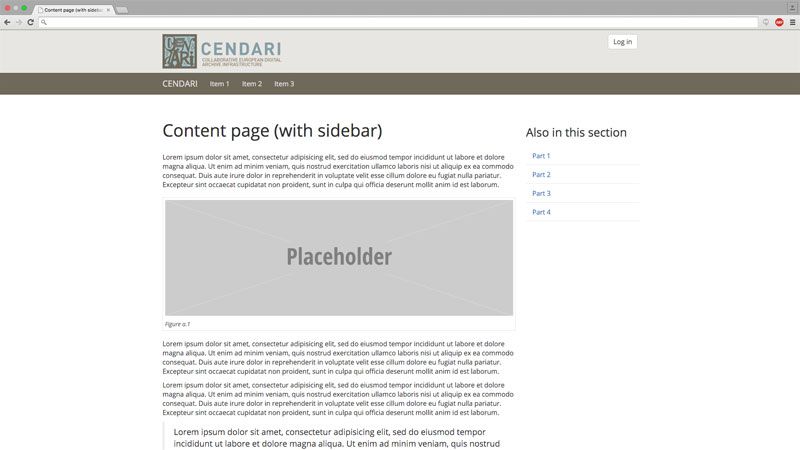 Content page (with sideba
CENDARI
COLLABORATIVE EUROPEAN DIGITAL
ARCHIVE INFRASTRUCTURE
Log in
CENDARI Item 1 Item 2 Item 3
Content page (with sidebar)
Lorem ipsum dolor sit amet, consectetur adipisicing elit, sed do eiusmod tempor incididunt ut labore et dolore
magna aliqua. Ut enim ad minim veniam, quis nostrud exercitation ullamco laboris nisi ut aliquip ex ea commodo
consequat. Duis aute irure dolor in reprehenderit in voluptate velit esse cillum dolore eu fugiat nulla pariatur.
Excepteur sint occaecat cupidatat non proident, sunt in culpa qui officia deserunt mollit anim id est laborum.
Placeholder
Figure a.1
Lorem ipsum dolor sit amet, consectetur adipisicing elit, sed do eiusmod tempor incididunt ut labore et dolore
magna aliqua. Ut enim ad minim veniam, quis nostrud exercitation ullamco laboris nisi ut aliquip ex ea commodo
consequat. Duis aute irure dolor in reprehenderit in voluptate velit esse cillum dolore eu fugiat nulla pariatur.
Excepteur sint occaecat cupidatat non proident, sunt in culpa qui officia deserunt mollit anim id est laborum.
Lorem ipsum dolor sit amet, consectetur adipisicing elit, sed do eiusmod tempor incididunt ut labore et dolore
magna aliqua. Ut enim ad minim veniam, quis nostrud exercitation ullamco laboris nisi ut aliquip ex ea commodo
consequat. Duis aute irure dolor in reprehenderit in voluptate velit esse cillum dolore eu fugiat nulla pariatur.
Excepteur sint occaecat cupidatat non proident, sunt in culpa qui officia deserunt mollit anim id est laborum.
Lorem ipsum dolor sit amet, consectetur adipisicing elit, sed do eiusmod tempor
incididunt ut labore et dolore magna aliqua. Ut enim ad minim veniam, quis nostrud
Also in this section
Part 1
Part 2
Part 3
Part 4